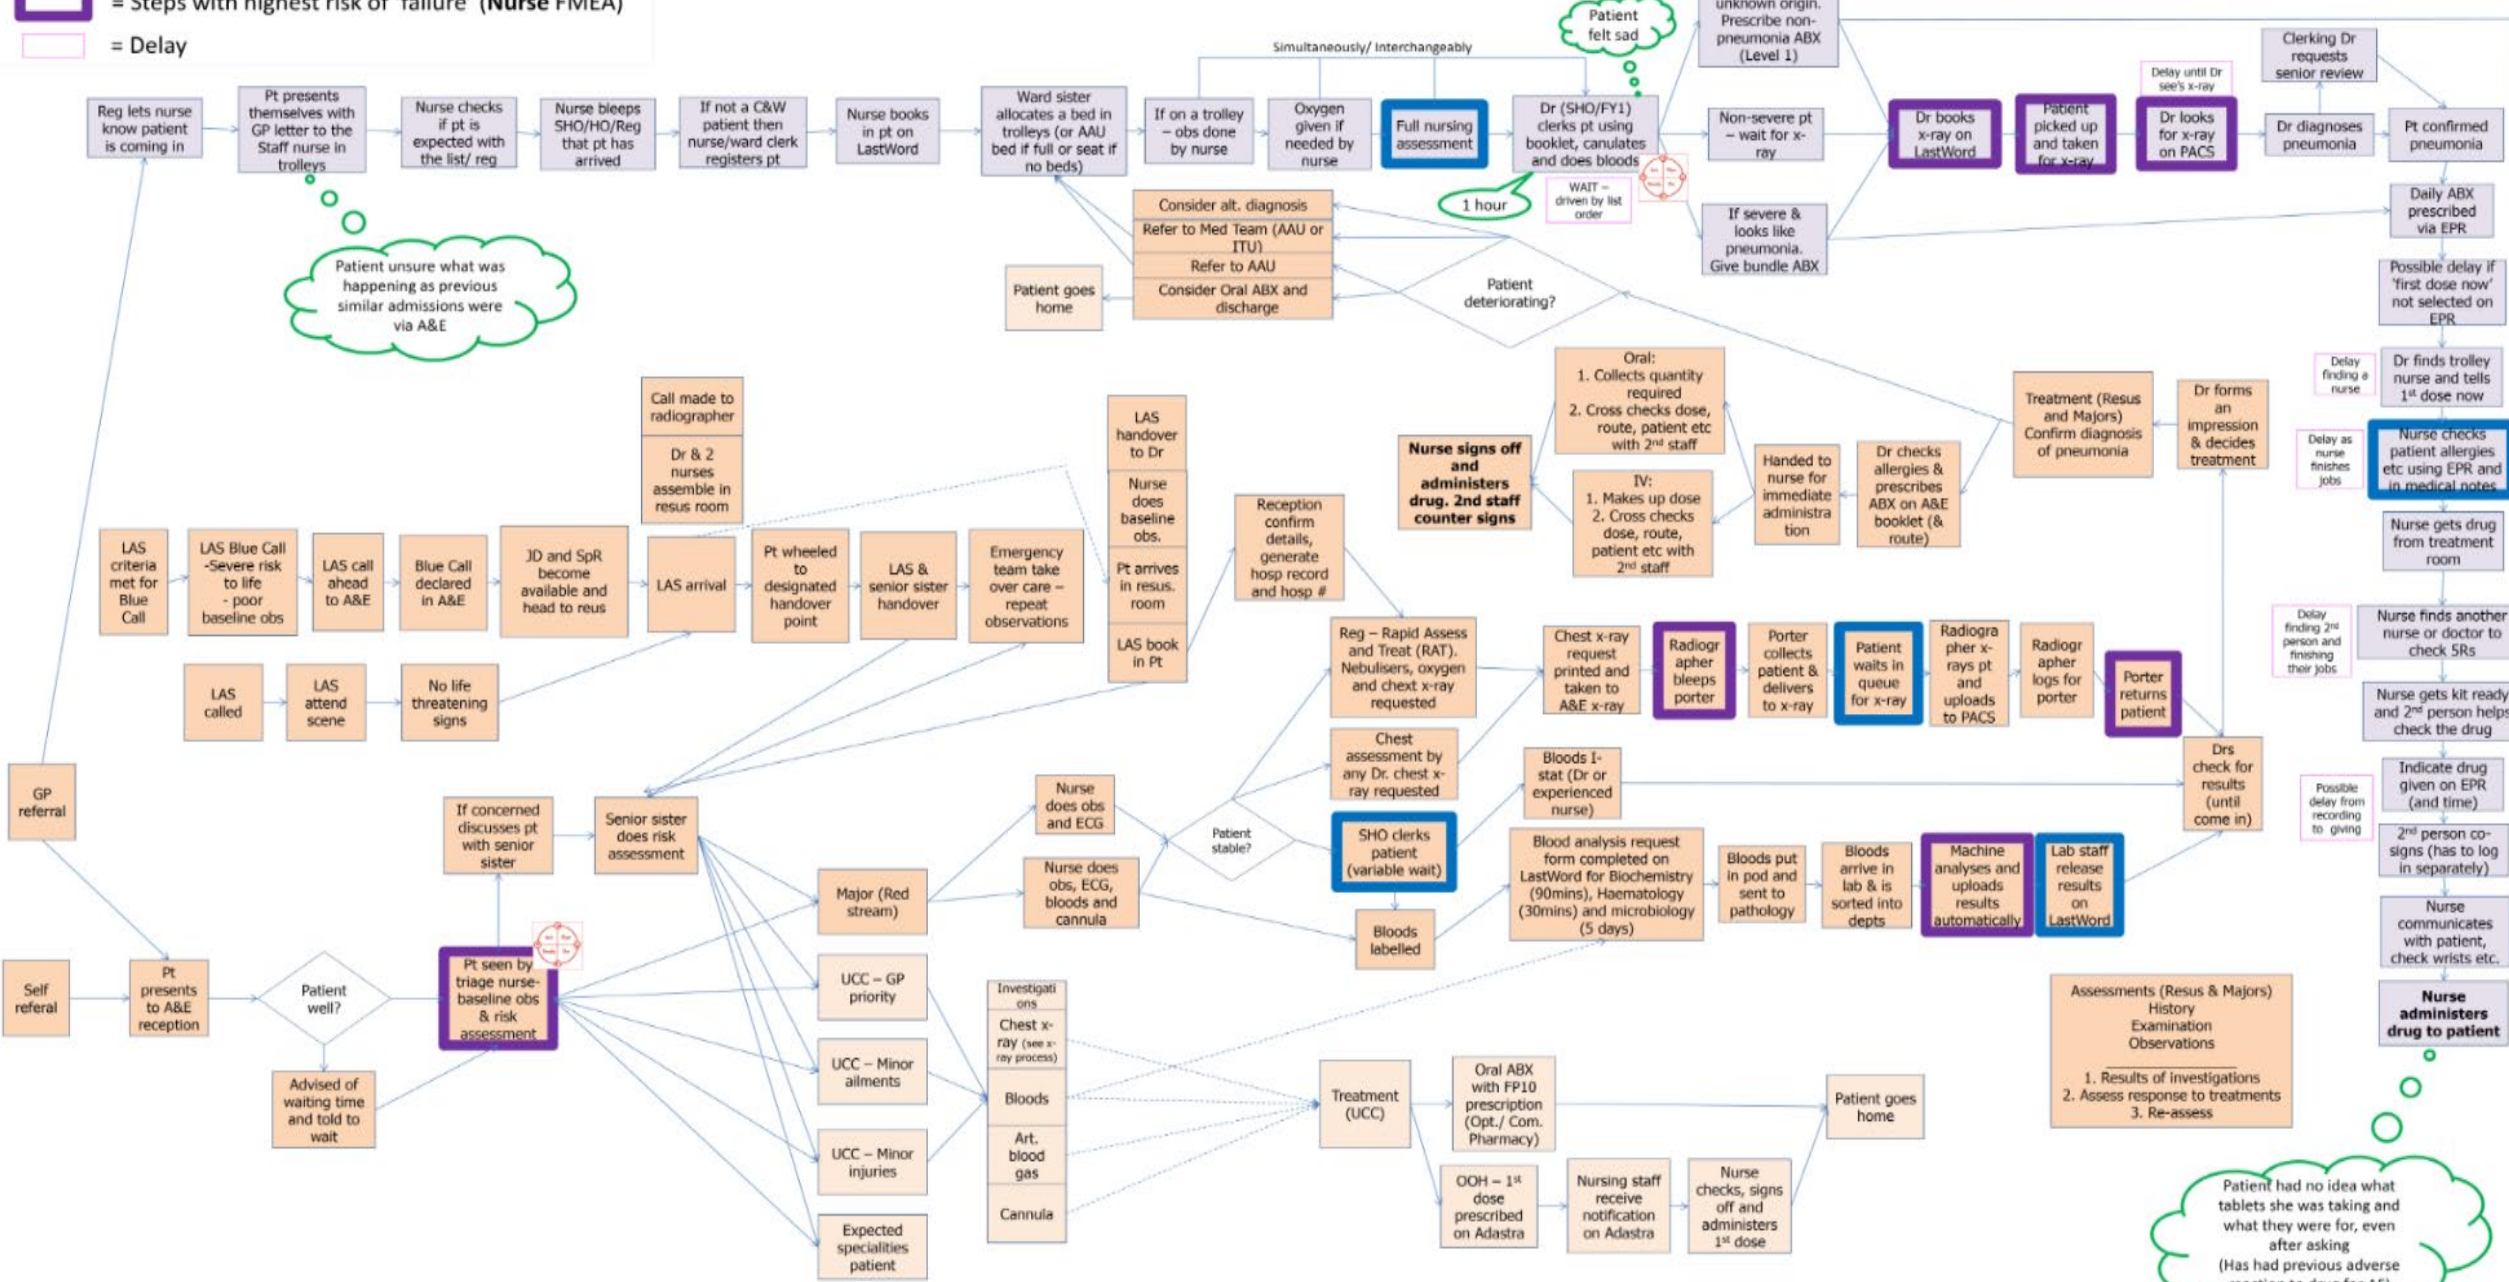 = Steps with highest risk of 'failure' (Nurse FMEA)
= Delay
Simultaneously/ Interchangeably
Patient
felt sad
unknown origin.
Prescribe non-
pneumonia ABX
(Level 1)
Clerking Dr
requests
senior review
Delay until Dr
see's x-ray
Reg lets nurse
know patient
is coming in
Pt presents
themselves with
GP letter to the
Staff nurse in
trolleys
Nurse checks
if pt is
expected with
the list/ reg
Nurse bleeps
SHO/HO/Reg
that pt has
arrived
If not a C&W
patient then
nurse/ward clerk
registers pt
Nurse books
in pt on
LastWord
Ward sister
allocates a bed in
trolleys (or AAU
bed if full or seat if
no beds)
If on a trolley
– obs done
by nurse
Oxygen
given if
needed by
nurse
Full nursing
assessment
Dr (SHO/FY1)
clerks pt using
booklet, canulates
and does bloods
Non-severe pt
– wait for x-
ray
Dr books
x-ray on
LastWord
Patient
picked up
and taken
for x-ray
Dr looks
for x-ray
on PACS
Dr diagnoses
pneumonia
Pt confirmed
pneumonia
1 hour
WAIT –
driven by list
order
If severe &
looks like
pneumonia.
Give bundle ABX
Daily ABX
prescribed
via EPR
Consider alt. diagnosis
Refer to Med Team (AAU or
ITU)
Refer to AAU
Consider Oral ABX and
discharge
Patient goes
home
Patient
deteriorating?
Patient unsure what was
happening as previous
similar admissions were
via A&E
Possible delay if
'first dose now'
not selected on
EPR
Delay
finding a
nurse
Dr finds trolley
nurse and tells
1st dose now
Delay as
nurse
finishes
jobs
Nurse checks
patient allergies
etc using EPR and
in medical notes
Nurse gets drug
from treatment
room
Delay
finding 2nd
person and
finishing
their jobs
Nurse finds another
nurse or doctor to
check 5Rs
Nurse gets kit ready
and 2nd person helps
check the drug
Possible
delay from
recording
to giving
Indicate drug
given on EPR
(and time)
2nd person co-
signs (has to log
in separately)
Nurse
communicates
with patient,
check wrists etc.
Nurse
administers
drug to patient
Patient had no idea what
tablets she was taking and
what they were for, even
after asking
(Has had previous adverse
reaction to drug for AF)
Call made to
radiographer
Dr & 2
nurses
assemble in
resus room
LAS
handover
to Dr
Nurse
does
baseline
obs.
Pt arrives
in resus.
room
LAS book
in Pt
Nurse signs off
and
administers
drug. 2nd staff
counter signs
Oral:
1. Collects quantity
required
2. Cross checks dose,
route, patient etc
with 2nd staff
IV:
1. Makes up dose
2. Cross checks
dose, route,
patient etc with
2nd staff
Handed to
nurse for
immediate
administra
tion
Dr checks
allergies &
prescribes
ABX on A&E
booklet (&
route)
Treatment (Resus
and Majors)
Confirm diagnosis
of pneumonia
Dr forms
an
impression
& decides
treatment
LAS
criteria
met for
Blue
Call
LAS Blue Call
-Severe risk
to life
- poor
baseline obs
LAS call
ahead
to A&E
Blue Call
declared
in A&E
JD and SpR
become
available and
head to reus
LAS arrival
Pt wheeled
to
designated
handover
point
LAS &
senior sister
handover
Emergency
team take
over care –
repeat
observations
Reception
confirm
details,
generate
hosp record
and hosp #
LAS
called
LAS
attend
scene
No life
threatening
signs
Reg – Rapid Assess
and Treat (RAT).
Nebulisers, oxygen
and chext x-ray
requested
Chest x-ray
request
printed and
taken to
A&E x-ray
Radiogr
apher
bleeps
porter
Porter
collects
patient &
delivers
to x-ray
Patient
waits in
queue
for x-ray
Radiogra
pher x-
rays pt
and
uploads
to PACS
Radiogr
apher
logs for
porter
Porter
returns
patient
Chest
assessment by
any Dr. chest x-
ray requested
Bloods I-
stat (Dr or
experienced
nurse)
Drs
check for
results
(until
come in)
GP
referral
If concerned
discusses pt
with senior
sister
Senior sister
does risk
assessment
Nurse
does obs
and ECG
Patient
stable?
SHO clerks
patient
(variable wait)
Major (Red
stream)
Nurse does
obs, ECG,
bloods and
cannula
Bloods
labelled
Blood analysis request
form completed on
LastWord for Biochemistry
(90mins), Haematology
(30mins) and microbiology
(5 days)
Bloods put
in pod and
sent to
pathology
Bloods
arrive in
lab & is
sorted into
depts
Machine
analyses and
uploads
results
automatically
Lab staff
release
results
on
LastWord
Self
referal
Pt
presents
to A&E
reception
Patient
well?
Pt seen by
triage nurse-
baseline obs
& risk
assessment
Advised of
waiting time
and told to
wait
UCC – GP
priority
UCC – Minor
ailments
UCC – Minor
injuries
Expected
specialities
patient
Investigati
ons
Chest x-
ray (see x-
ray process)
Bloods
Art.
blood
gas
Cannula
Treatment
(UCC)
Oral ABX
with FP10
prescription
(Opt./ Com.
Pharmacy)
Patient goes
home
OOH – 1st
dose
prescribed
on Adastra
Nursing staff
receive
notification
on Adastra
Nurse
checks, signs
off and
administers
1st dose
Assessments (Resus & Majors)
History
Examination
Observations
1. Results of investigations
2. Assess response to treatments
3. Re-assess